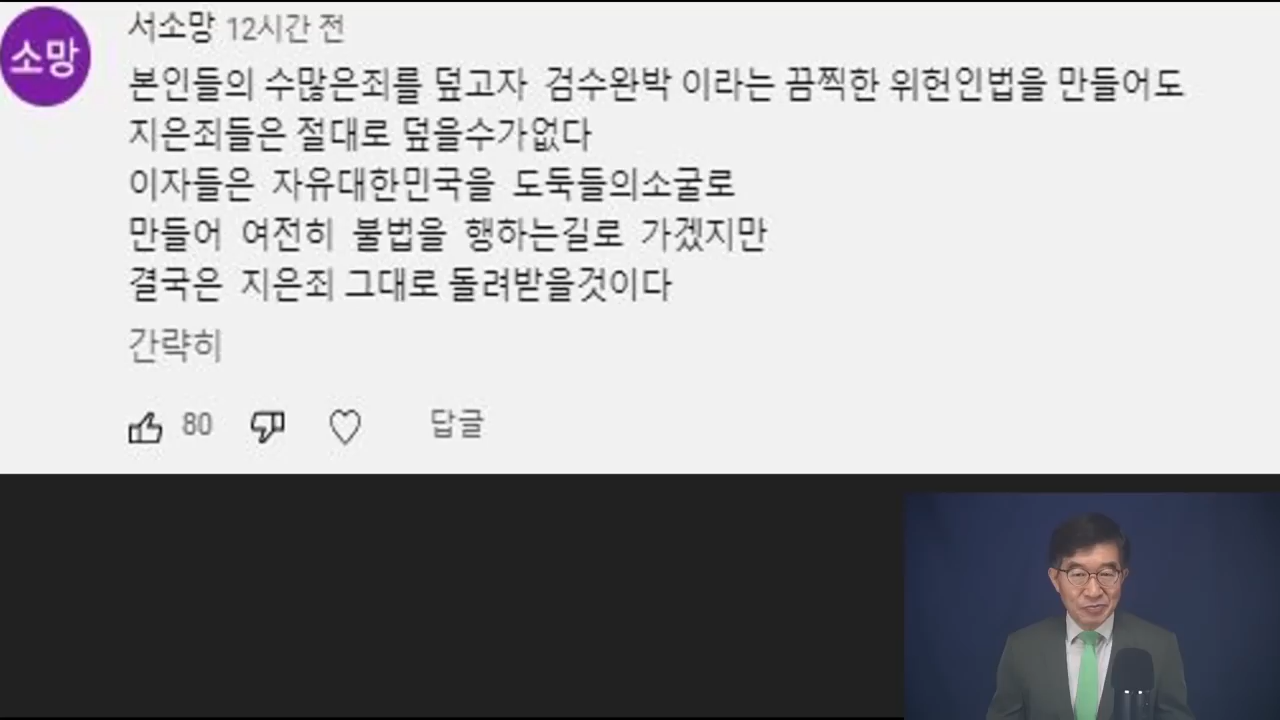 소망
서소망 12시간 전
본인들의 수많은죄를 덮고자 검수완박 이라는 끔찍한 위헌인법을 만들어도
지은죄들은 절대로 덮을수가없다
이자들은 자유대한민국을 도둑들의소굴로
만들어 여전히 불법을 행하는길로 가겠지만
결국은 지은죄 그대로 돌려받을것이다
간략히
80
답글